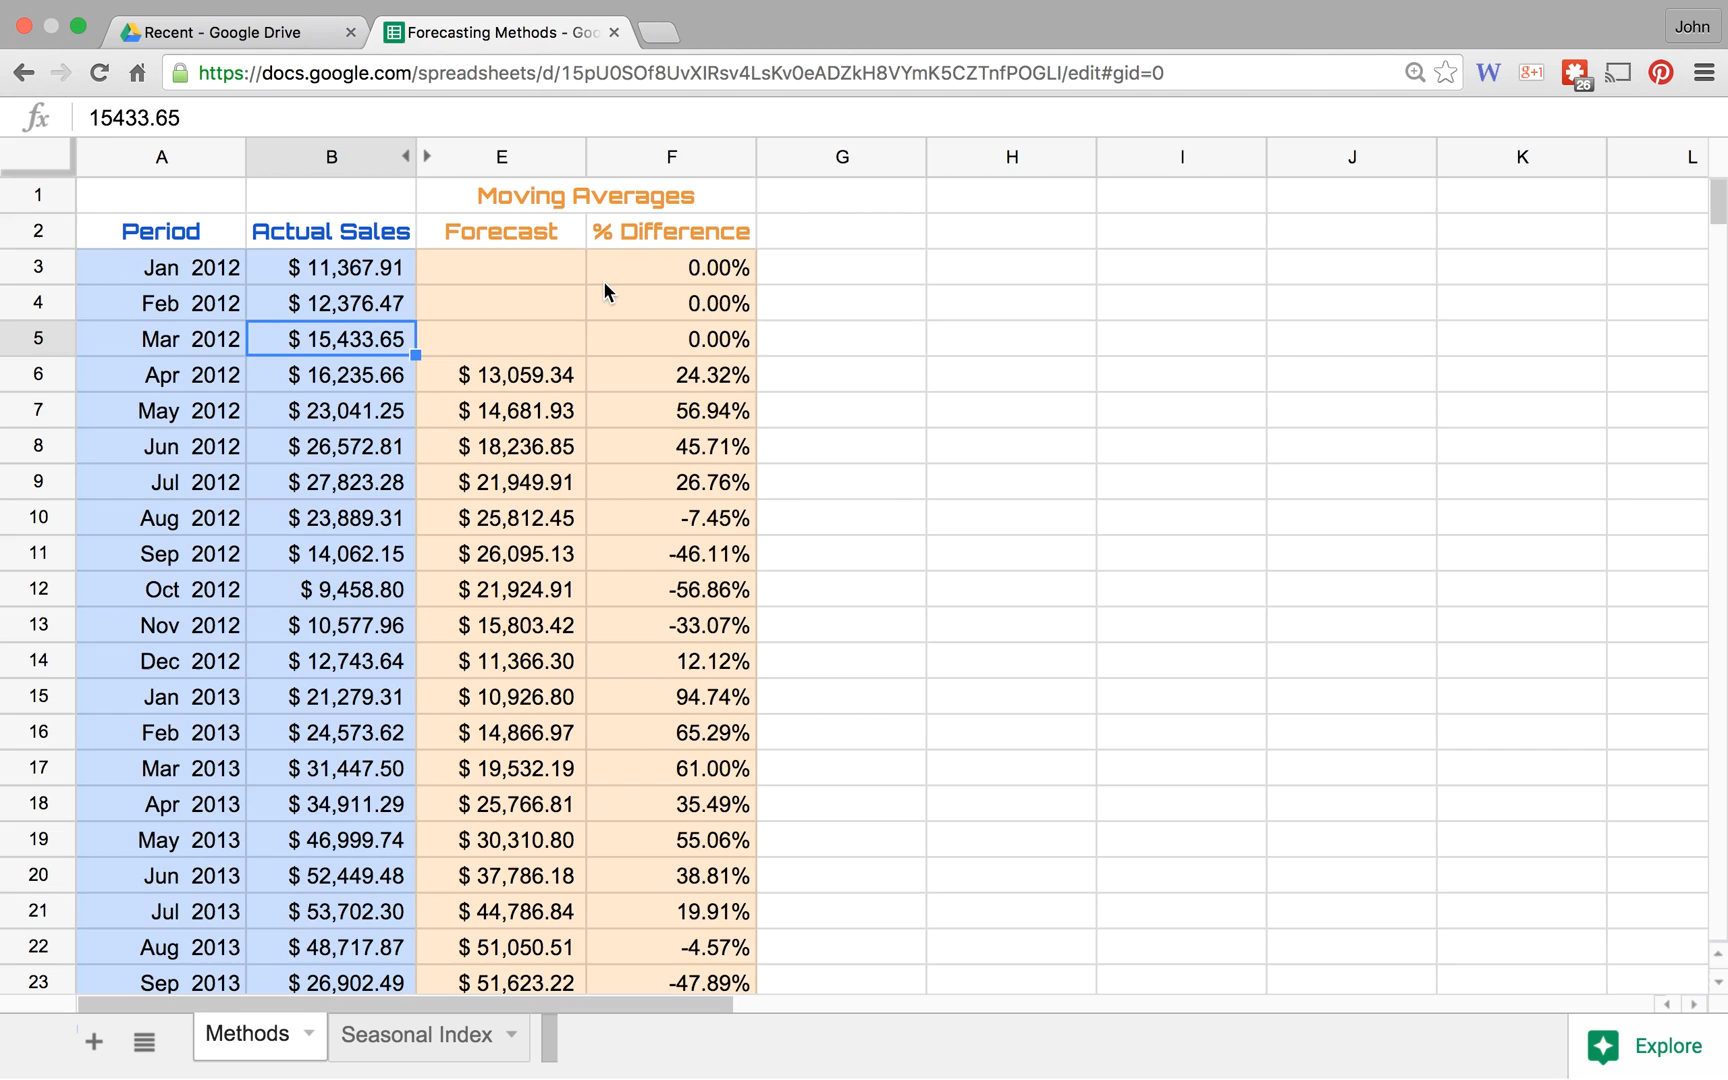 Recent - Google Drive
Forecasting Methods - Goo
John
https://docs.google.com/spreadsheets/d/15pU0SOf8UvXIRsv4LsKv0eADZkH8VYmK5CZTnfPOGLI/edit#gid=0
W
g+1
26
fx 15433.65
A B E F G H I J K L
1 Moving Averages
2 Period Actual Sales Forecast % Difference
3 Jan 2012 $ 11,367.91 0.00%
4 Feb 2012 $ 12,376.47 0.00%
5 Mar 2012 $ 15,433.65 0.00%
6 Apr 2012 $ 16,235.66 $ 13,059.34 24.32%
7 May 2012 $ 23,041.25 $ 14,681.93 56.94%
8 Jun 2012 $ 26,572.81 $ 18,236.85 45.71%
9 Jul 2012 $ 27,823.28 $ 21,949.91 26.76%
10 Aug 2012 $ 23,889.31 $ 25,812.45 -7.45%
11 Sep 2012 $ 14,062.15 $ 26,095.13 -46.11%
12 Oct 2012 $ 9,458.80 $ 21,924.91 -56.86%
13 Nov 2012 $ 10,577.96 $ 15,803.42 -33.07%
14 Dec 2012 $ 12,743.64 $ 11,366.30 12.12%
15 Jan 2013 $ 21,279.31 $ 10,926.80 94.74%
16 Feb 2013 $ 24,573.62 $ 14,866.97 65.29%
17 Mar 2013 $ 31,447.50 $ 19,532.19 61.00%
18 Apr 2013 $ 34,911.29 $ 25,766.81 35.49%
19 May 2013 $ 46,999.74 $ 30,310.80 55.06%
20 Jun 2013 $ 52,449.48 $ 37,786.18 38.81%
21 Jul 2013 $ 53,702.30 $ 44,786.84 19.91%
22 Aug 2013 $ 48,717.87 $ 51,050.51 -4.57%
23 Sep 2013 $ 26,902.49 $ 51,623.22 -47.89%
Methods Seasonal Index Explore